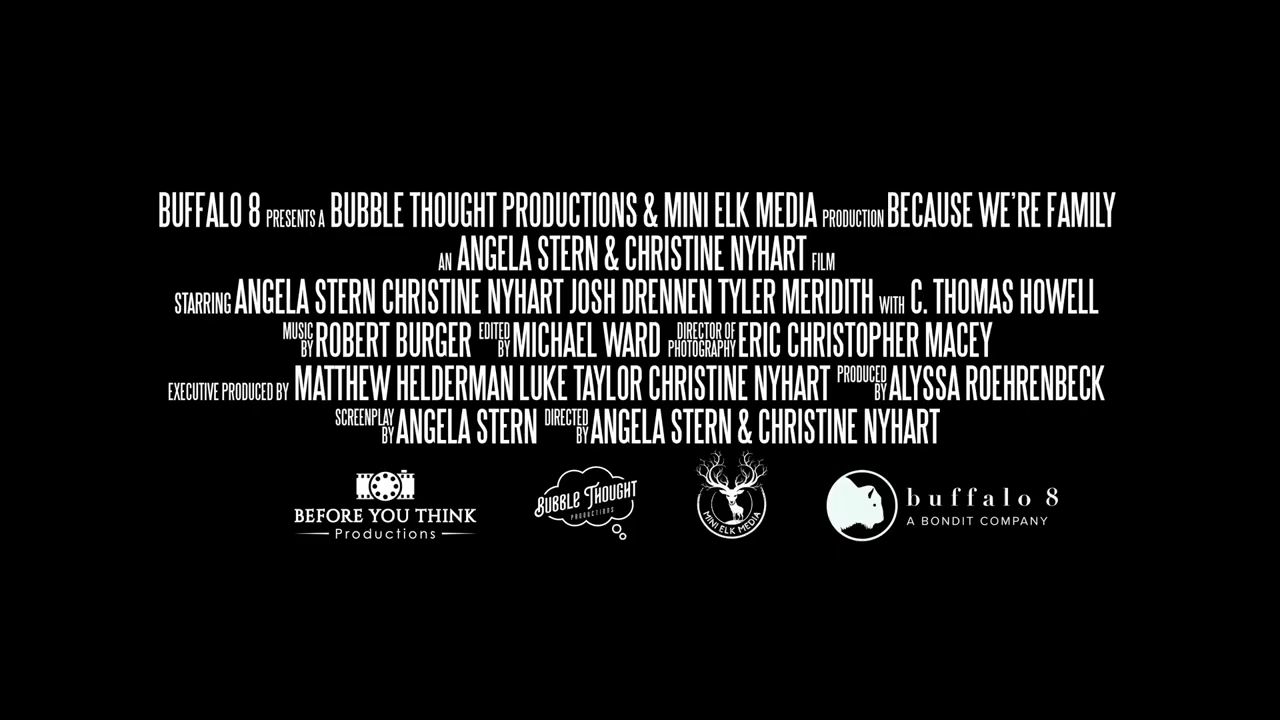 BUFFALO 8 PRESENTS A BUBBLE THOUGHT PRODUCTIONS & MINI ELK MEDIA PRODUCTION BECAUSE WE'RE FAMILY
AN ANGELA STERN & CHRISTINE NYHART FILM
STARRING ANGELA STERN CHRISTINE NYHART JOSH DRENNEN TYLER MERIDITH WITH C. THOMAS HOWELL
MUSIC BY ROBERT BURGER EDITED BY MICHAEL WARD DIRECTOR OF PHOTOGRAPHY ERIC CHRISTOPHER MACEY
EXECUTIVE PRODUCED BY MATTHEW HELDERMAN LUKE TAYLOR CHRISTINE NYHART PRODUCED BY ALYSSA ROEHRENBECK
SCREENPLAY BY ANGELA STERN DIRECTED BY ANGELA STERN & CHRISTINE NYHART
BEFORE YOU THINK
Productions
BUBBLE THOUGHT
PRODUCTIONS
MINI ELK MEDIA
buffalo 8
A BONDIT COMPANY